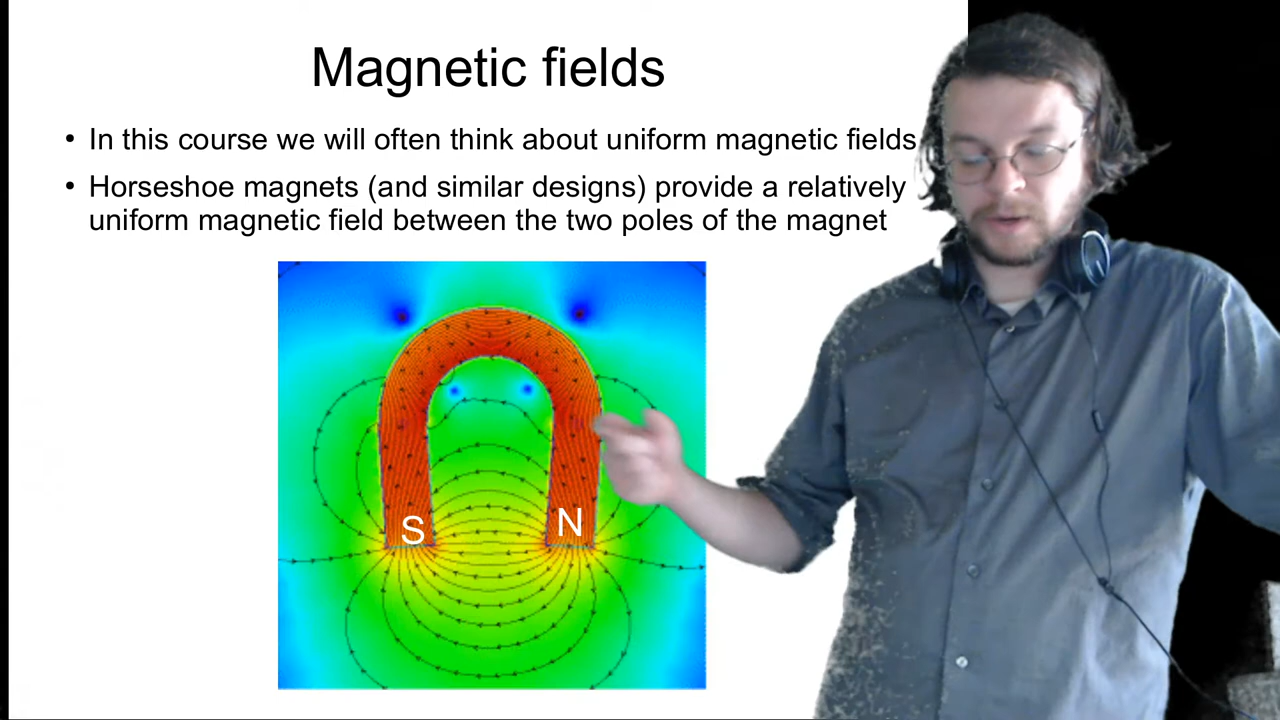 Magnetic fields
• In this course we will often think about uniform magnetic fields
• Horseshoe magnets (and similar designs) provide a relatively
uniform magnetic field between the two poles of the magnet
S
N